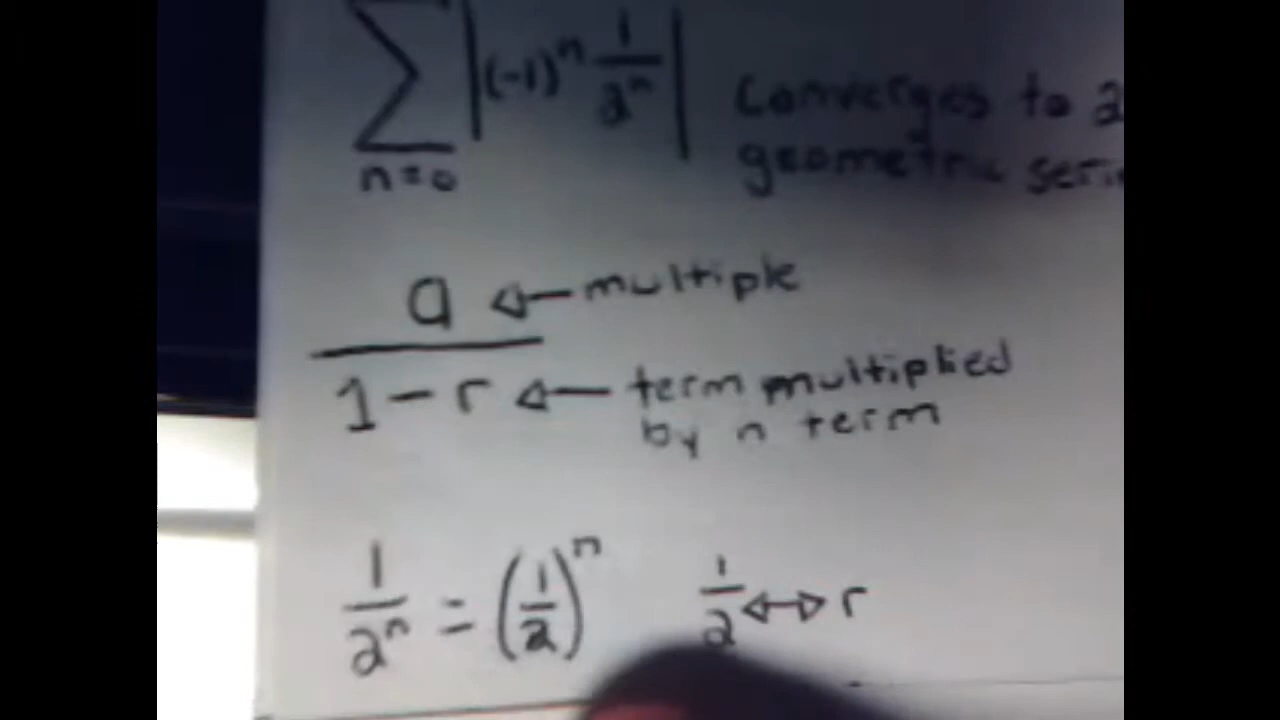 ∑ n=0 |(-1)ⁿ 1/2ⁿ| converges to 2
geometric
a ← multiple
1 - r ← term multiplied
by n term
1/2ⁿ = (1/2)ⁿ 1/2 ↔ r